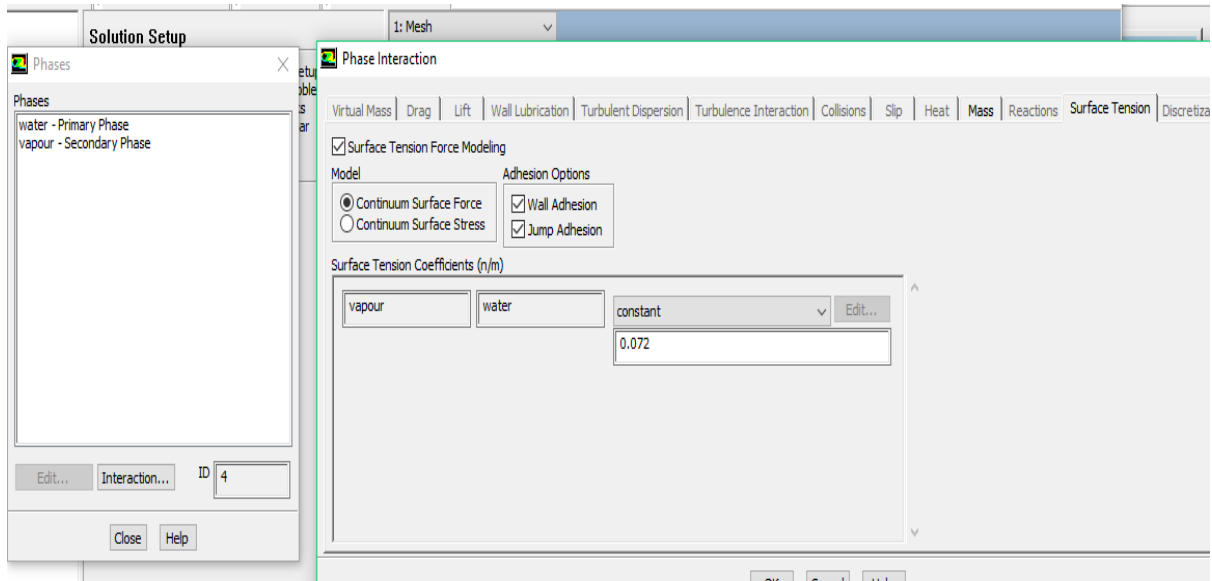 1: Mesh
Solution Setup
Phases
Phases
water - Primary Phase
vapour - Secondary Phase
Edit...
Interaction...
ID
4
Close
Help
Phase Interaction
Virtual Mass
Drag
Lift
Wall Lubrication
Turbulent Dispersion
Turbulence Interaction
Collisions
Slip
Heat
Mass
Reactions
Surface Tension
Discretiza
Surface Tension Force Modeling
Model
Continuum Surface Force
Continuum Surface Stress
Adhesion Options
Wall Adhesion
Jump Adhesion
Surface Tension Coefficients (n/m)
vapour
water
constant
Edit...
0.072